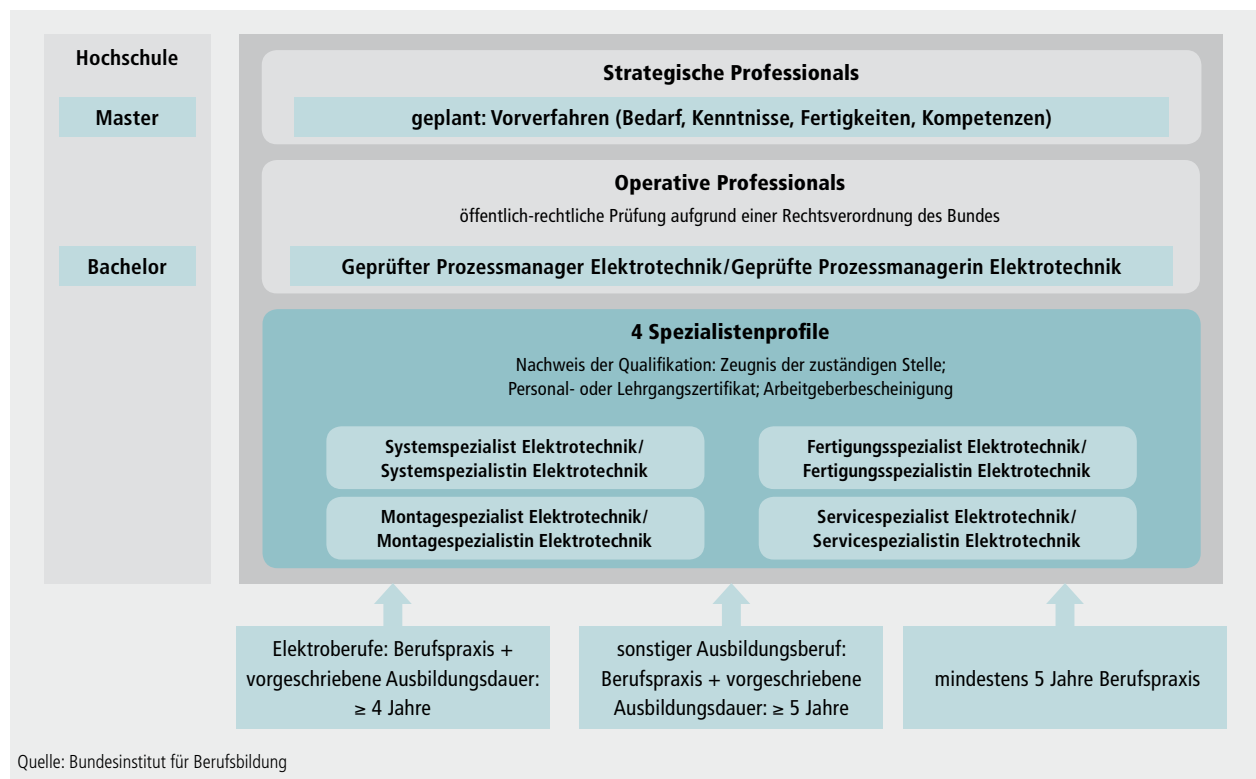 Hochschule
Master
Bachelor
Strategische Professionals
geplant: Vorverfahren (Bedarf, Kenntnisse, Fertigkeiten, Kompetenzen)
Operative Professionals
öffentlich-rechtliche Prüfung aufgrund einer Rechtsverordnung des Bundes
Geprüfter Prozessmanager Elektrotechnik/Geprüfte Prozessmanagerin Elektrotechnik
4 Spezialistenprofile
Nachweis der Qualifikation: Zeugnis der zuständigen Stelle;
Personal- oder Lehrgangszertifikat; Arbeitgeberbescheinigung
Systemspezialist Elektrotechnik/
Systemspezialistin Elektrotechnik
Fertigungsspezialist Elektrotechnik/
Fertigungsspezialistin Elektrotechnik
Montagespezialist Elektrotechnik/
Montagespezialistin Elektrotechnik
Servicespezialist Elektrotechnik/
Servicespezialistin Elektrotechnik
Elektroberufe: Berufspraxis +
vorgeschriebene Ausbildungsdauer:
≥ 4 Jahre
sonstiger Ausbildungsberuf:
Berufspraxis + vorgeschriebene
Ausbildungsdauer: ≥ 5 Jahre
mindestens 5 Jahre Berufspraxis
Quelle: Bundesinstitut für Berufsbildung